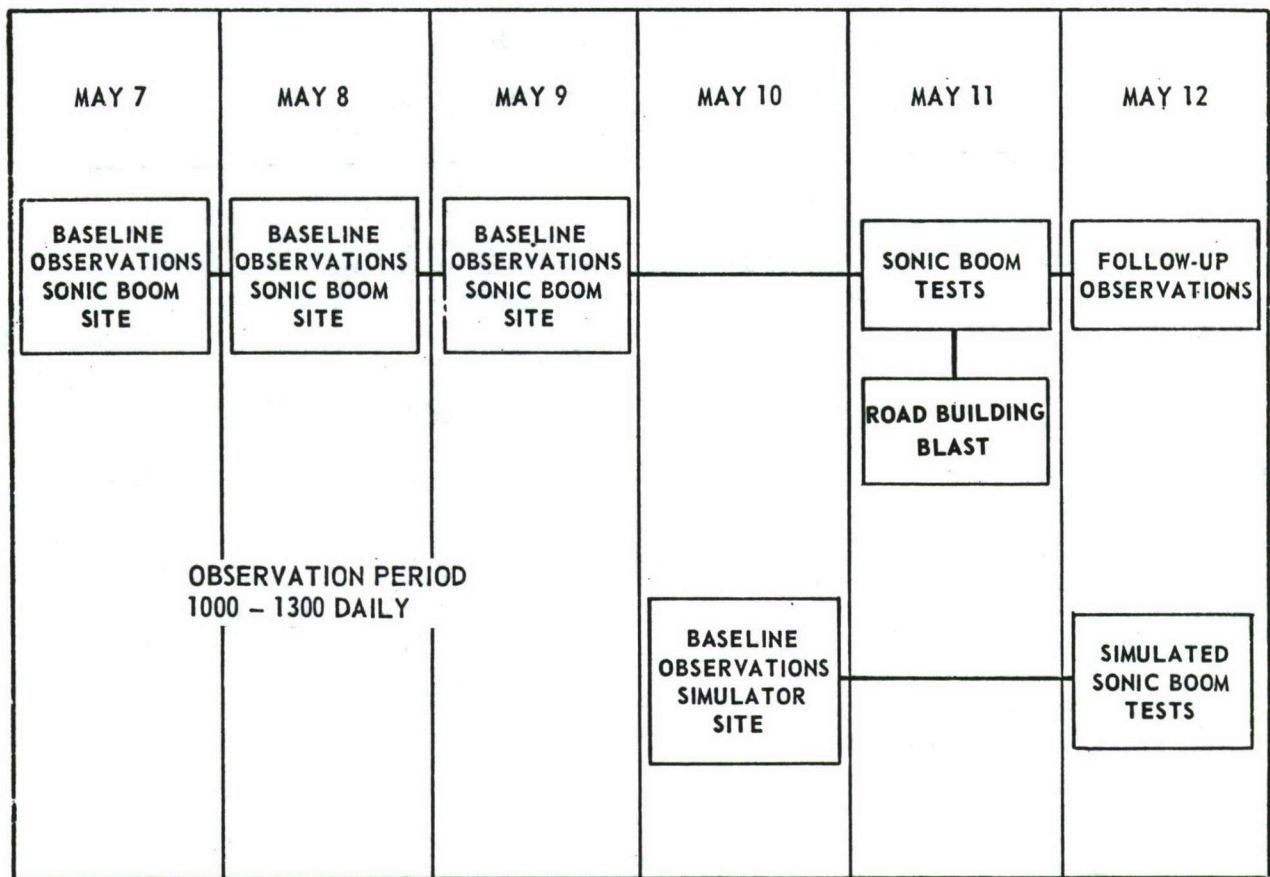 MAY 7
MAY 8
MAY 9
MAY 10
MAY 11
MAY 12
BASELINE
OBSERVATIONS
SONIC BOOM
SITE
BASELINE
OBSERVATIONS
SONIC BOOM
SITE
BASELINE
OBSERVATIONS
SONIC BOOM
SITE
SONIC BOOM
TESTS
FOLLOW-UP
OBSERVATIONS
ROAD BUILDING
BLAST
OBSERVATION PERIOD
1000 – 1300 DAILY
BASELINE
OBSERVATIONS
SIMULATOR
SITE
SIMULATED
SONIC BOOM
TESTS